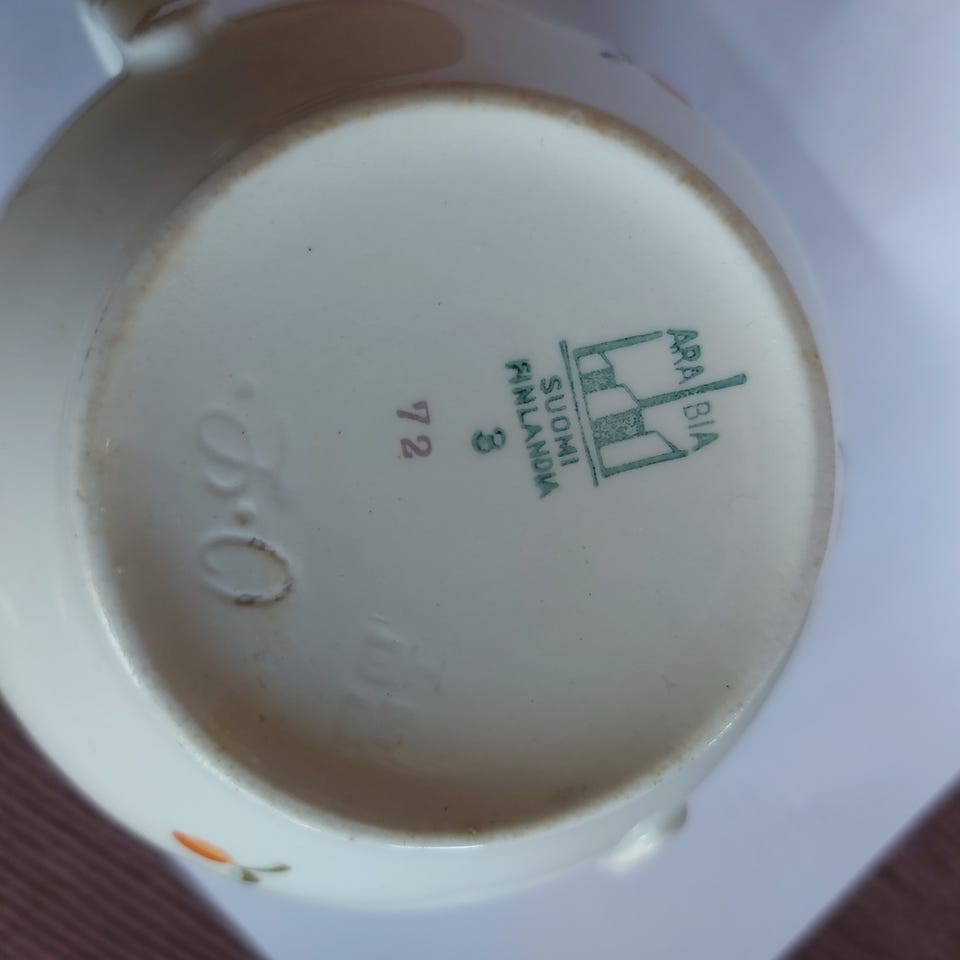 ARABIA
SUOMI
FINLANDIA
3
72